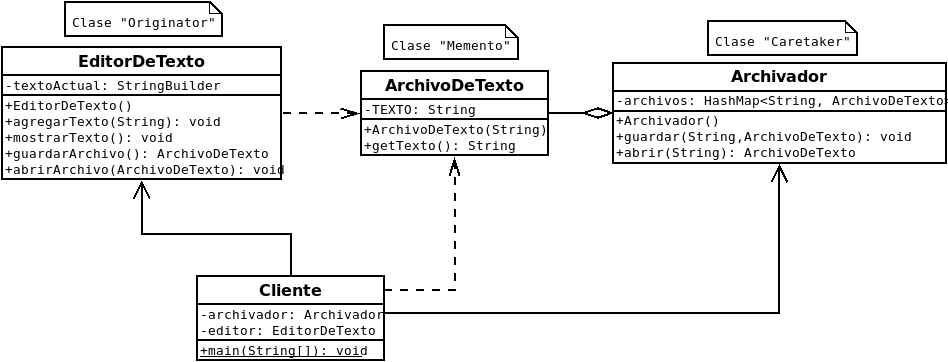 Clase "Originator"
EditorDeTexto
-textoActual: StringBuilder
+EditorDeTexto()
+agregarTexto(String): void
+mostrarTexto(): void
+guardarArchivo(): ArchivoDeTexto
+abrirArchivo(ArchivoDeTexto): void
Clase "Memento"
ArchivoDeTexto
-TEXTO: String
+ArchivoDeTexto(String)
+getTexto(): String
Clase "Caretaker"
Archivador
-archivos: HashMap<String, ArchivoDeTexto>
+Archivador()
+guardar(String,ArchivoDeTexto): void
+abrir(String): ArchivoDeTexto
Cliente
-archivador: Archivador
-editor: EditorDeTexto
+main(String[]): void